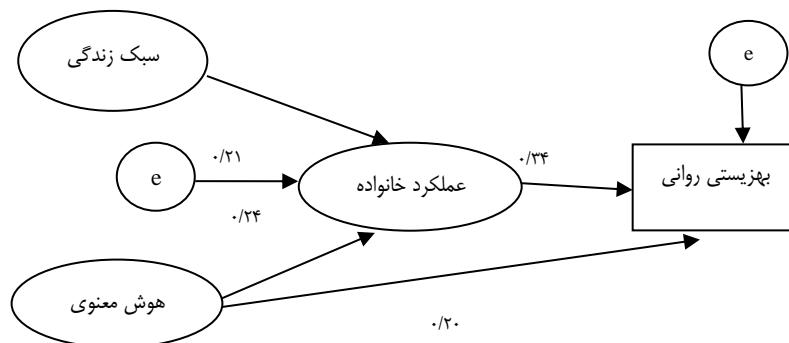 سبک زندگی
e
۰/۲۱
۰/۳۴
e
عملکرد خانواده
بهزیستی روانی
۰/۲۴
هوش معنوی
۰/۲۰